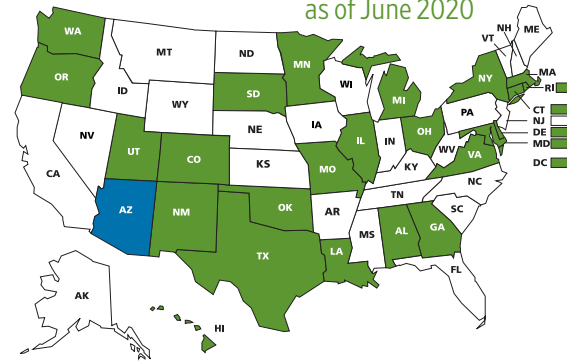 as of June 2020
WA
MT
ND
MN
VT
NH
ME
OR
ID
WY
SD
WI
MI
NY
MA
RI
CT
NJ
DE
MD
DC
NV
UT
CO
NE
IA
IL
IN
OH
PA
WV
VA
CA
KS
MO
KY
NC
AZ
NM
OK
AR
TN
SC
TX
LA
MS
AL
GA
FL
AK
HI